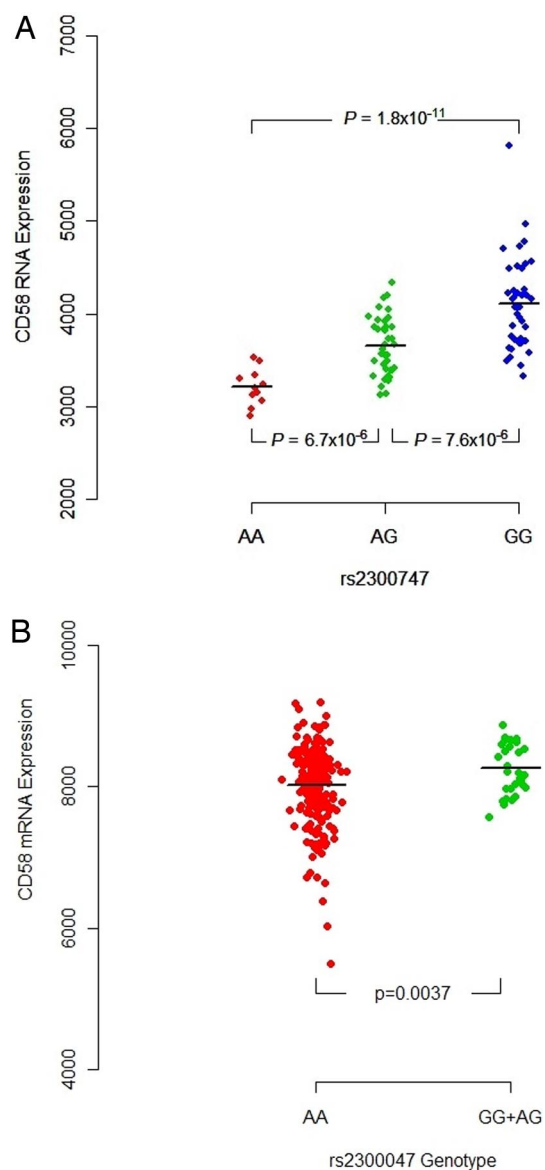 A
7000
6000
5000
4000
3000
2000
CD58 RNA Expression
P = 1.8x10-11
P = 6.7x10-6
P = 7.6x10-6
AA AG GG
rs2300747
B
10000
8000
6000
4000
CD58 mRNA Expression
p=0.0037
AA GG+AG
rs2300047 Genotype